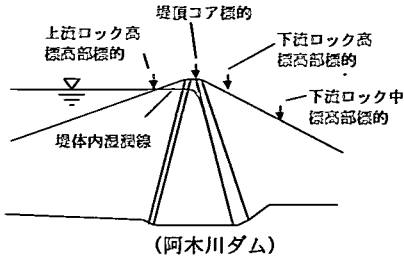 堤頂コア標的
上流ロック高
標高部標的
下流ロック高
標高部標的
下流ロック中
標高部標的
堤体内湿潤線
(阿木川ダム)